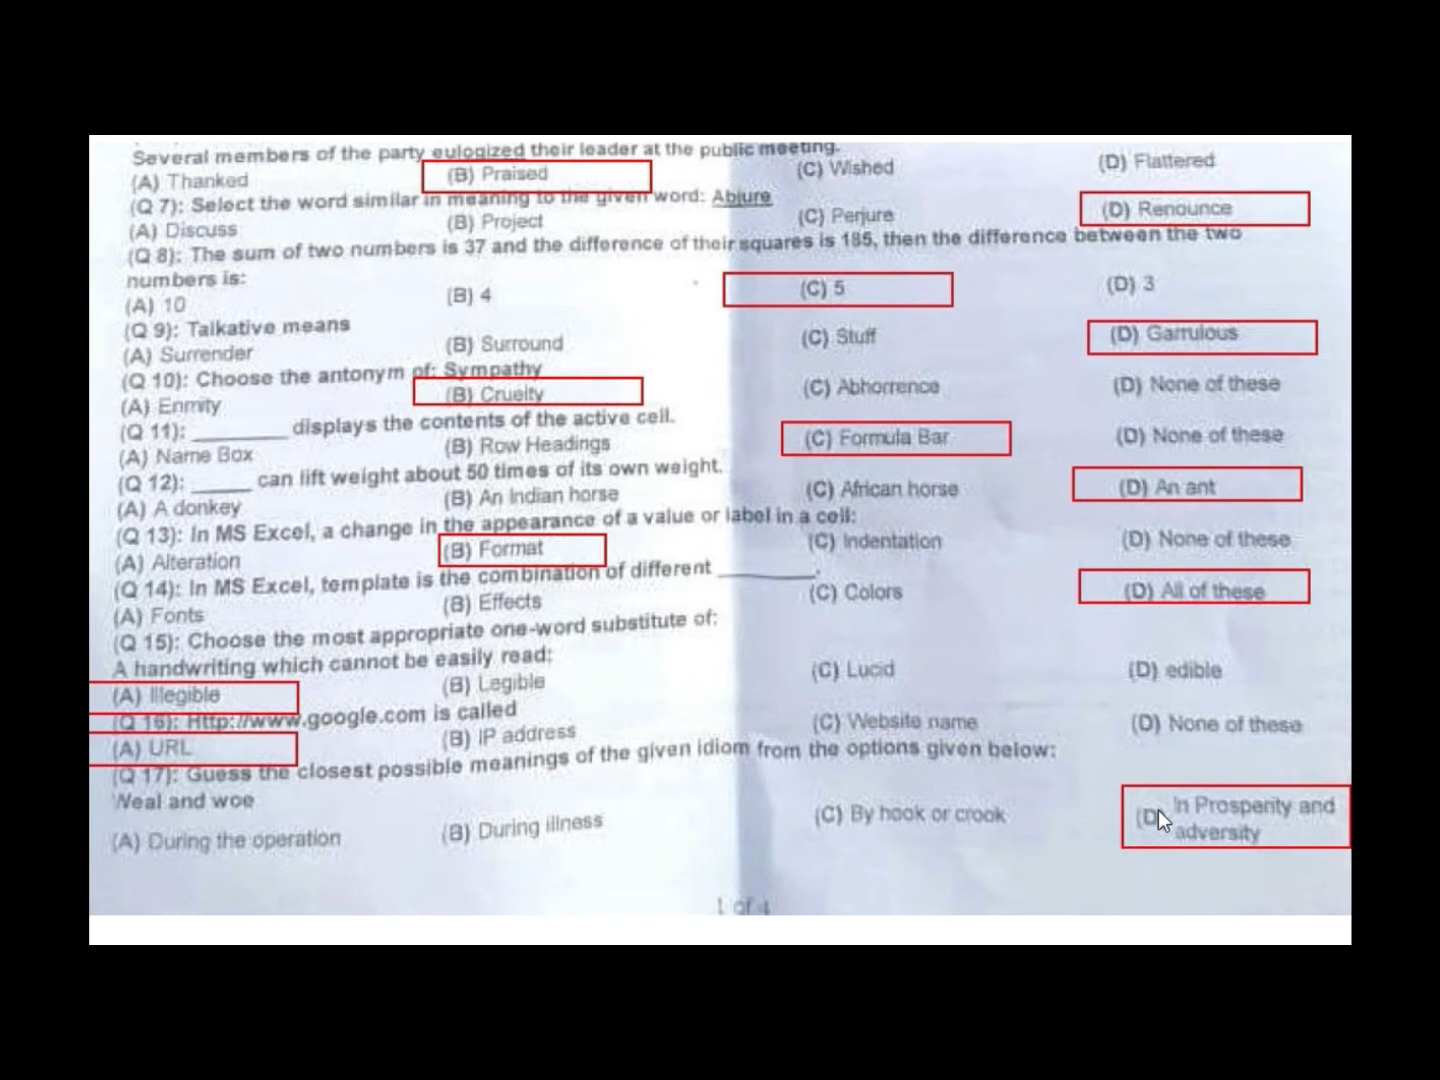 Several members of the party eulogized their leader at the public meeting.
(A) Thanked (B) Praised (C) Wished (D) Flattered
(Q 7): Select the word similar in meaning to the given word: Abjure
(A) Discuss (B) Project (C) Perjure (D) Renounce
(Q 8): The sum of two numbers is 37 and the difference of their squares is 185, then the difference between the two
numbers is:
(A) 10 (B) 4 (C) 5 (D) 3
(Q 9): Talkative means
(A) Surrender (B) Surround (C) Stuff (D) Garrulous
(Q 10): Choose the antonym of: Sympathy
(A) Enmity (B) Cruelty (C) Abhorrence (D) None of these
(Q 11): ________ displays the contents of the active cell.
(A) Name Box (B) Row Headings (C) Formula Bar (D) None of these
(Q 12): _____ can lift weight about 50 times of its own weight.
(A) A donkey (B) An Indian horse (C) African horse (D) An ant
(Q 13): In MS Excel, a change in the appearance of a value or label in a cell:
(A) Alteration (B) Format (C) Indentation (D) None of these
(Q 14): In MS Excel, template is the combination of different ________.
(A) Fonts (B) Effects (C) Colors (D) All of these
(Q 15): Choose the most appropriate one-word substitute of:
A handwriting which cannot be easily read:
(A) Illegible (B) Legible (C) Lucid (D) edible
(Q 16): Http://www.google.com is called
(A) URL (B) IP address (C) Website name (D) None of these
(Q 17): Guess the closest possible meanings of the given idiom from the options given below:
Weal and woe
(A) During the operation (B) During illness (C) By hook or crook (D) In Prosperity and
adversity
1 of 4